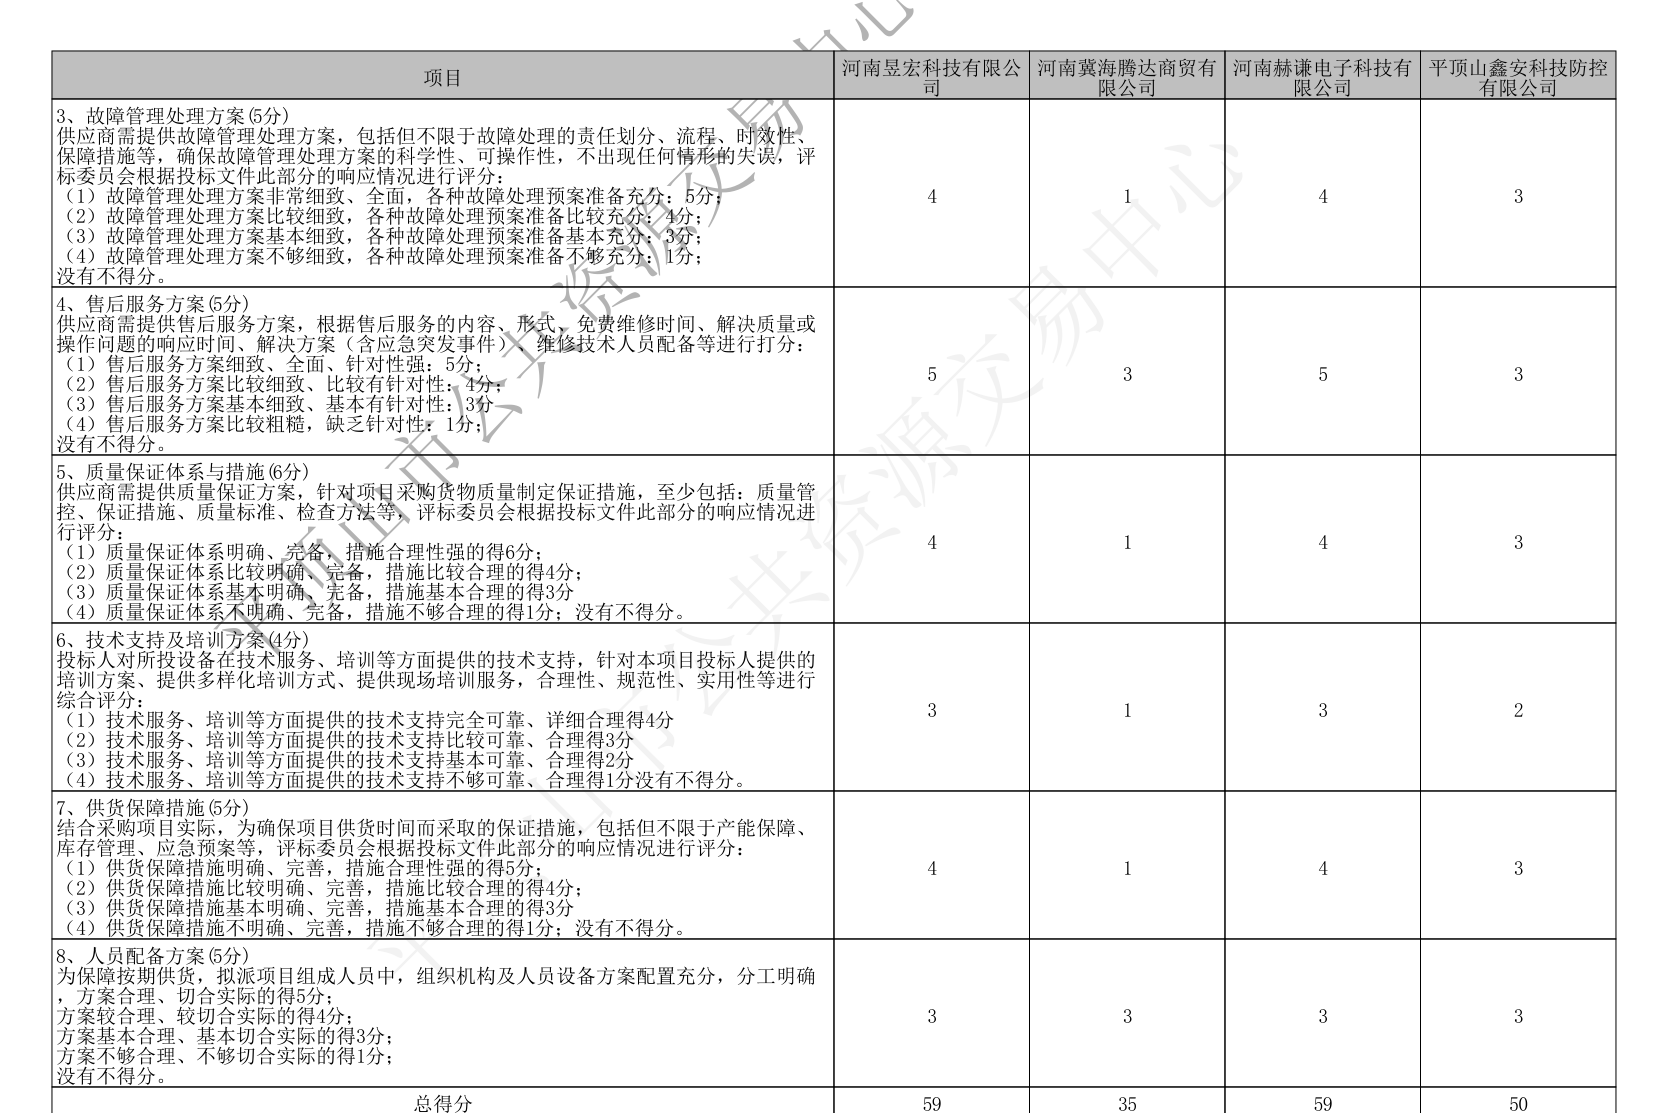 项目
河南昱宏科技有限公
司
河南冀海腾达商贸有
限公司
河南赫谦电子科技有
限公司
平顶山鑫安科技防控
有限公司
3、故障管理处理方案(5分)
供应商需提供故障管理处理方案，包括但不限于故障处理的责任划分、流程、时效性、
保障措施等，确保故障管理处理方案的科学性、可操作性，不出现任何情形的失误，评
标委员会根据投标文件此部分的响应情况进行评分：
（1）故障管理处理方案非常细致、全面，各种故障处理预案准备充分：5分；
（2）故障管理处理方案比较细致，各种故障处理预案准备比较充分：4分；
（3）故障管理处理方案基本细致，各种故障处理预案准备基本充分：3分；
（4）故障管理处理方案不够细致，各种故障处理预案准备不够充分：1分；
没有不得分。
4
1
4
3
4、售后服务方案(5分)
供应商需提供售后服务方案，根据售后服务的内容、形式、免费维修时间、解决质量或
操作问题的响应时间、解决方案（含应急突发事件）、维修技术人员配备等进行打分：
（1）售后服务方案细致、全面、针对性强：5分；
（2）售后服务方案比较细致、比较有针对性：4分；
（3）售后服务方案基本细致、基本有针对性：3分
（4）售后服务方案比较粗糙，缺乏针对性：1分；
没有不得分。
5
3
5
3
5、质量保证体系与措施(6分)
供应商需提供质量保证方案，针对项目采购货物质量制定保证措施，至少包括：质量管
控、保证措施、质量标准、检查方法等，评标委员会根据投标文件此部分的响应情况进
行评分：
（1）质量保证体系明确、完备，措施合理性强的得6分；
（2）质量保证体系比较明确、完备，措施比较合理的得4分；
（3）质量保证体系基本明确、完备，措施基本合理的得3分
（4）质量保证体系不明确、完备，措施不够合理的得1分；没有不得分。
4
1
4
3
6、技术支持及培训方案(4分)
投标人对所投设备在技术服务、培训等方面提供的技术支持，针对本项目投标人提供的
培训方案、提供多样化培训方式、提供现场培训服务，合理性、规范性、实用性等进行
综合评分：
（1）技术服务、培训等方面提供的技术支持完全可靠、详细合理得4分
（2）技术服务、培训等方面提供的技术支持比较可靠、合理得3分
（3）技术服务、培训等方面提供的技术支持基本可靠、合理得2分
（4）技术服务、培训等方面提供的技术支持不够可靠、合理得1分没有不得分。
3
1
3
2
7、供货保障措施(5分)
结合采购项目实际，为确保项目供货时间而采取的保证措施，包括但不限于产能保障、
库存管理、应急预案等，评标委员会根据投标文件此部分的响应情况进行评分：
（1）供货保障措施明确、完善，措施合理性强的得5分；
（2）供货保障措施比较明确、完善，措施比较合理的得4分；
（3）供货保障措施基本明确、完善，措施基本合理的得3分
（4）供货保障措施不明确、完善，措施不够合理的得1分；没有不得分。
4
1
4
3
8、人员配备方案(5分)
为保障按期供货，拟派项目组成人员中，组织机构及人员设备方案配置充分，分工明确
，方案合理、切合实际的得5分；
方案较合理、较切合实际的得4分；
方案基本合理、基本切合实际的得3分；
方案不够合理、不够切合实际的得1分；
没有不得分。
3
3
3
3
总得分
59
35
59
50
平顶山市公共资源交易中心
平顶山市公共资源交易中心